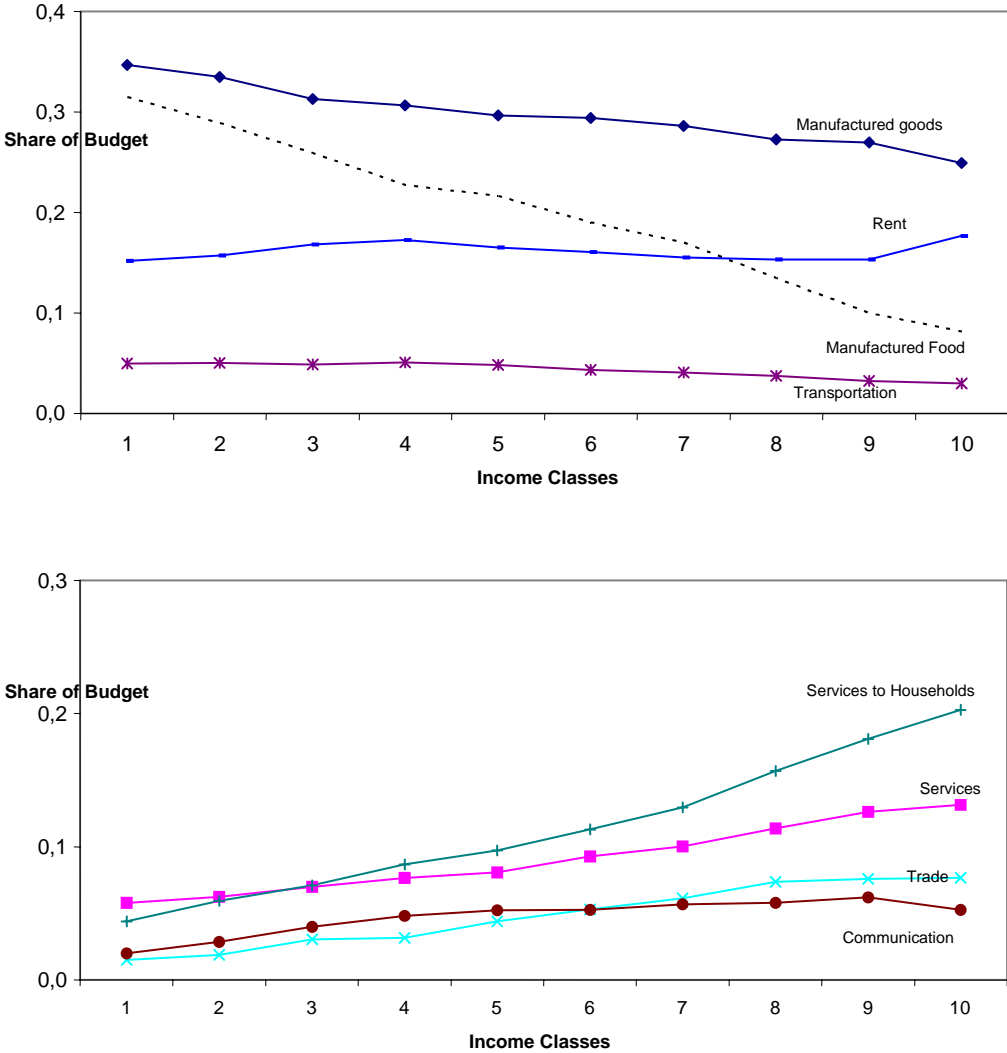 0,4
0,3
Manufactured goods
Share of Budget
Rent
0,2
0,1
Manufactured Food
Transportation
0,0
1 2 3 4 5 6 7 8 9 10
Income Classes
0,3
Share of Budget
Services to Households
0,2
Services
0,1
Trade
Communication
0,0
1 2 3 4 5 6 7 8 9 10
Income Classes